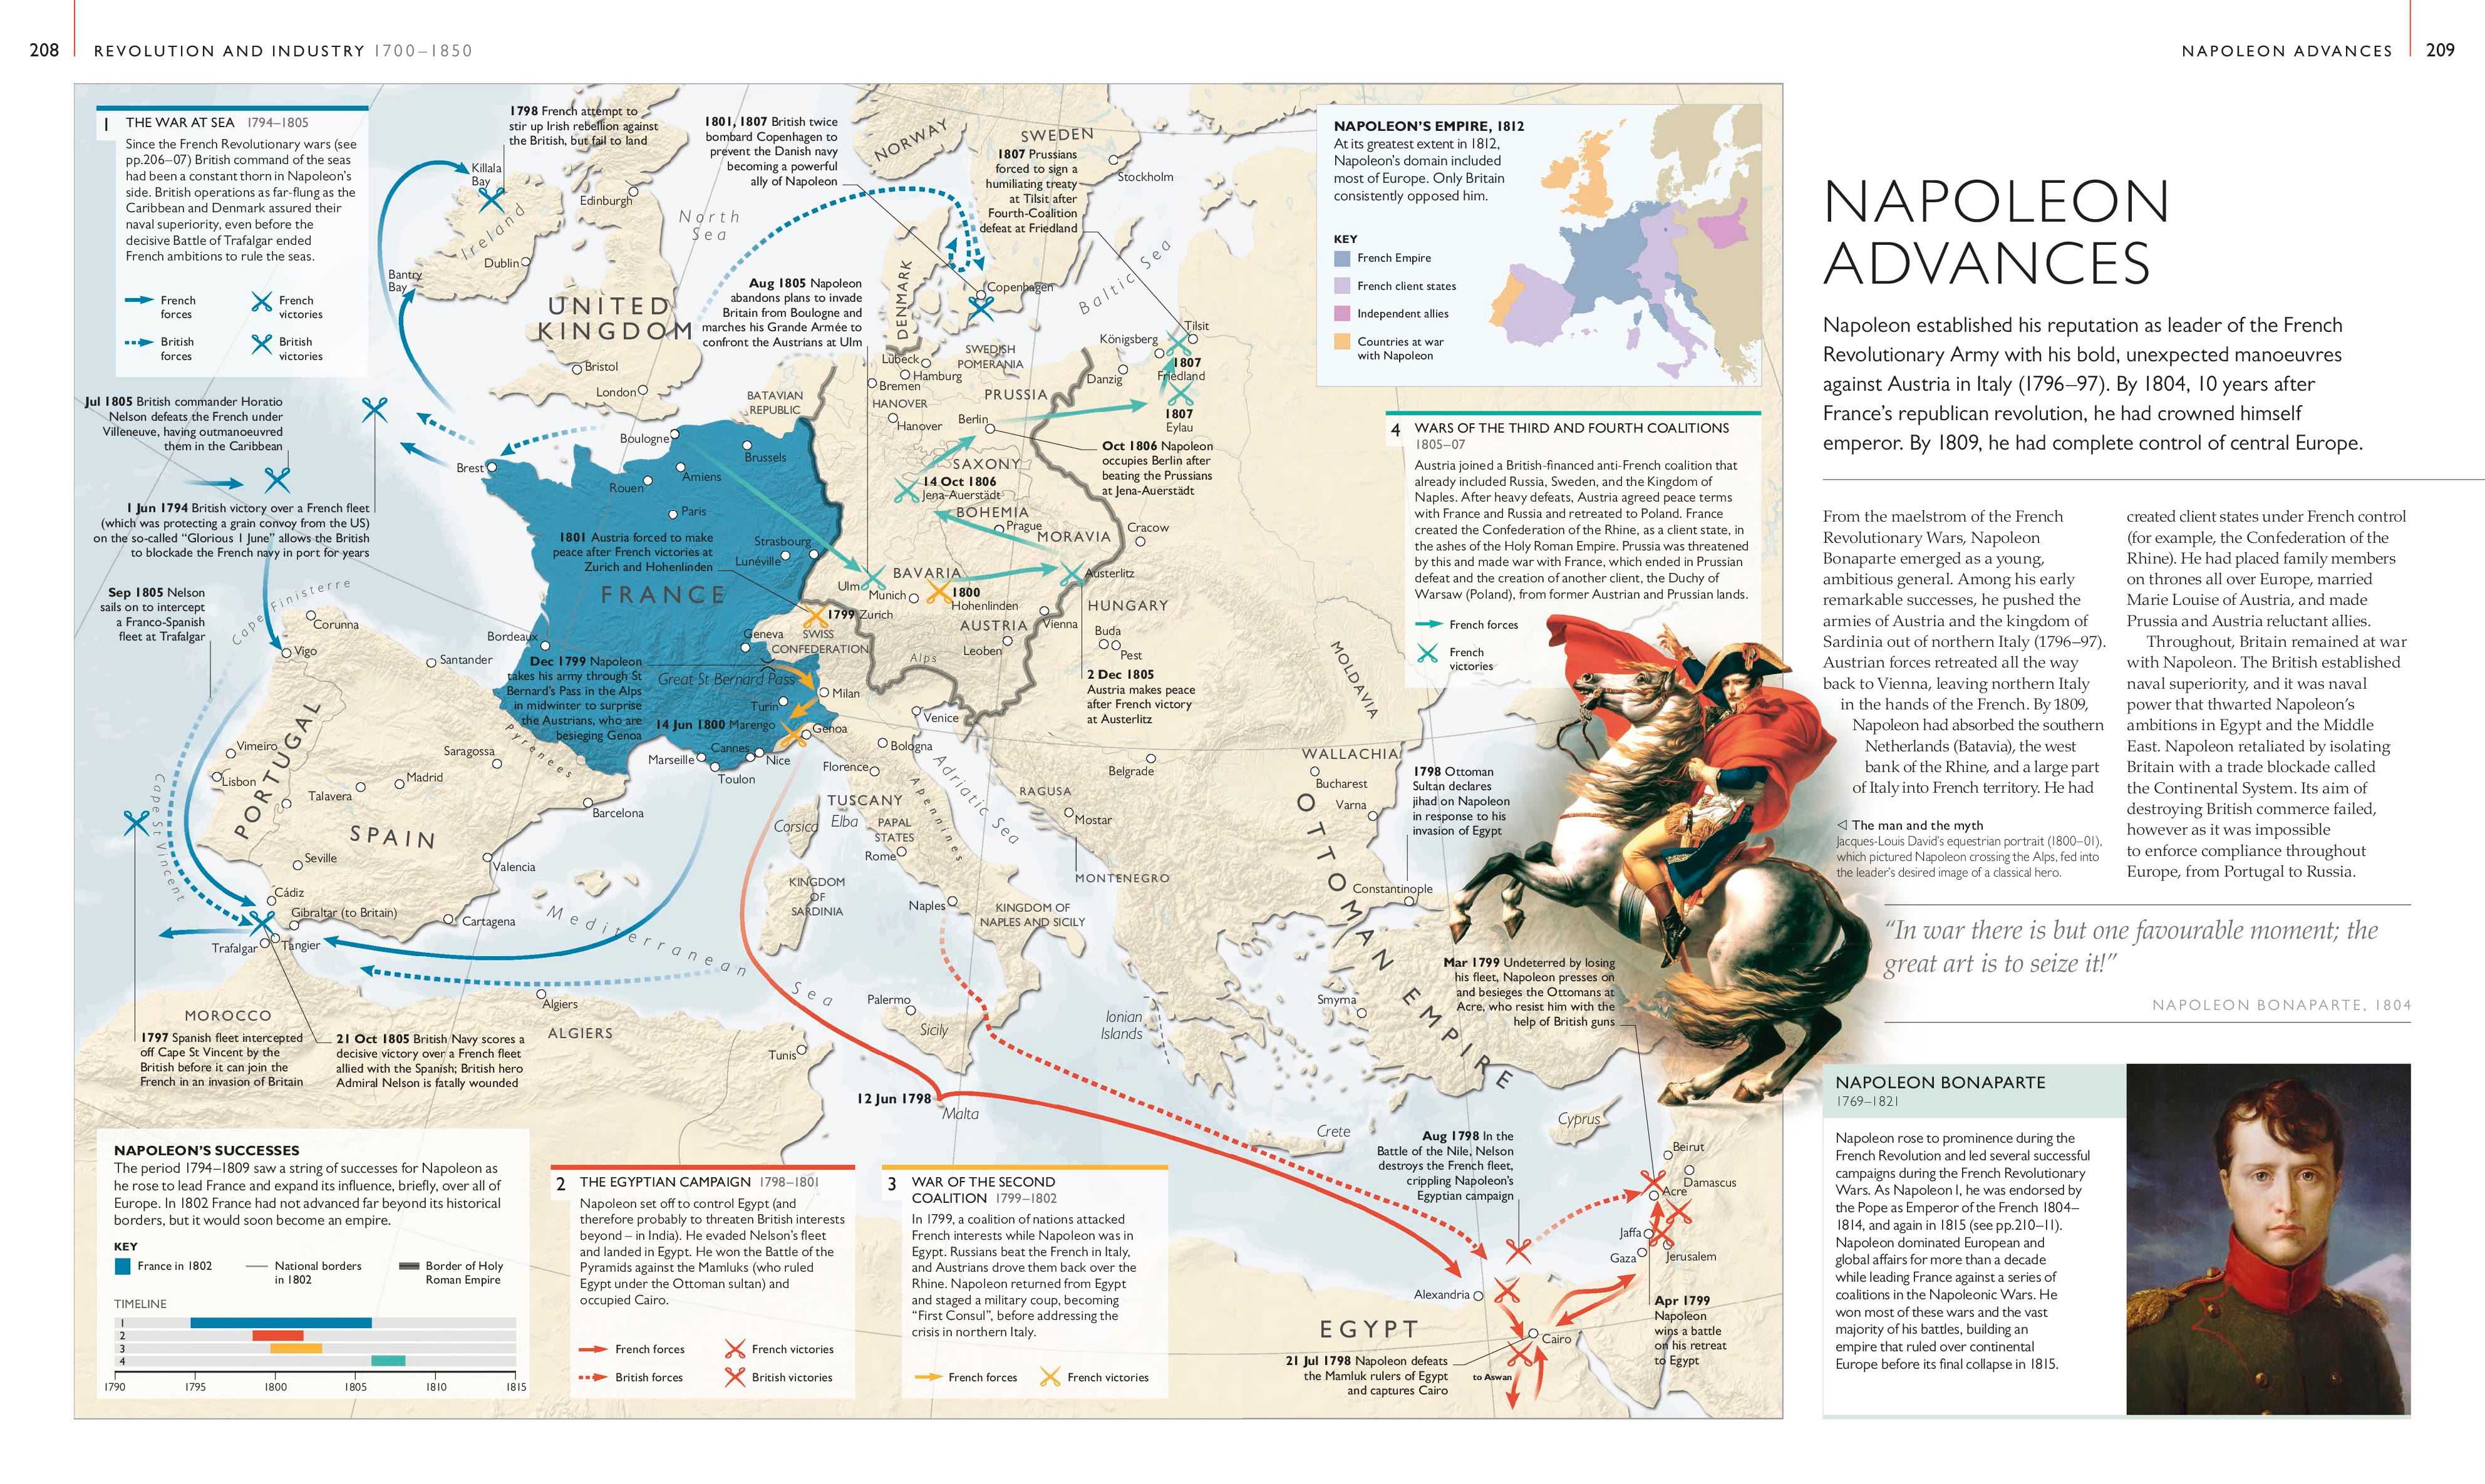 208
REVOLUTION AND INDUSTRY 1700–1850
NAPOLEON ADVANCES
209
1 THE WAR AT SEA 1794–1805
Since the French Revolutionary wars (see
pp.206–07) British command of the seas
had been a constant thorn in Napoleon's
side. British operations as far-flung as the
Caribbean and Denmark assured their
naval superiority, even before the
decisive Battle of Trafalgar ended
French ambitions to rule the seas.
French
forces
French
victories
British
forces
British
victories
1798 French attempt to
stir up Irish rebellion against
the British, but fail to land
1801, 1807 British twice
bombard Copenhagen to
prevent the Danish navy
becoming a powerful
ally of Napoleon
1807 Prussians
forced to sign a
humiliating treaty
at Tilsit after
Fourth-Coalition
defeat at Friedland
Aug 1805 Napoleon
abandons plans to invade
Britain from Boulogne and
marches his Grande Armée to
confront the Austrians at Ulm
NORWAY
SWEDEN
Stockholm
Killala
Bay
Edinburgh
North
Sea
Ireland
Dublin
Bantry
Bay
UNITED
KINGDOM
Bristol
London
DENMARK
Copenhagen
Baltic Sea
Tilsit
Königsberg
1807
Friedland
Danzig
1807
Eylau
Lübeck
Hamburg
Bremen
SWEDISH
POMERANIA
PRUSSIA
HANOVER
Hanover
Berlin
BATAVIAN
REPUBLIC
NAPOLEON'S EMPIRE, 1812
At its greatest extent in 1812,
Napoleon's domain included
most of Europe. Only Britain
consistently opposed him.
KEY
French Empire
French client states
Independent allies
Countries at war
with Napoleon
Jul 1805 British commander Horatio
Nelson defeats the French under
Villeneuve, having outmanoeuvred
them in the Caribbean
1 Jun 1794 British victory over a French fleet
(which was protecting a grain convoy from the US)
on the so-called “Glorious 1 June” allows the British
to blockade the French navy in port for years
Sep 1805 Nelson
sails on to intercept
a Franco-Spanish
fleet at Trafalgar
Boulogne
Brussels
Brest
Amiens
Rouen
Paris
1801 Austria forced to make
peace after French victories at
Zurich and Hohenlinden
Strasbourg
Lunéville
FRANCE
Oct 1806 Napoleon
occupies Berlin after
beating the Prussians
at Jena-Auerstädt
SAXONY
14 Oct 1806
Jena-Auerstädt
BOHEMIA
Prague
MORAVIA
Cracow
BAVARIA
Ulm
Munich
1800
Hohenlinden
Austerlitz
1799 Zurich
AUSTRIA
Vienna
HUNGARY
Buda
Pest
Geneva
SWISS
CONFEDERATION
Leoben
Alps
2 Dec 1805
Austria makes peace
after French victory
at Austerlitz
4 WARS OF THE THIRD AND FOURTH COALITIONS
1805–07
Austria joined a British-financed anti-French coalition that
already included Russia, Sweden, and the Kingdom of
Naples. After heavy defeats, Austria agreed peace terms
with France and Russia and retreated to Poland. France
created the Confederation of the Rhine, as a client state, in
the ashes of the Holy Roman Empire. Prussia was threatened
by this and made war with France, which ended in Prussian
defeat and the creation of another client, the Duchy of
Warsaw (Poland), from former Austrian and Prussian lands.
French forces
French
victories
Cape Finisterre
Corunna
Vigo
Santander
Bordeaux
Dec 1799 Napoleon
takes his army through St
Bernard's Pass in the Alps
in midwinter to surprise
the Austrians, who are
besieging Genoa
Great St Bernard Pass
Milan
Turin
14 Jun 1800 Marengo
Genoa
Venice
Bologna
Florence
Cannes
Nice
Marseille
Toulon
Pyrenees
Saragossa
Vimeiro
Lisbon
PORTUGAL
Madrid
Talavera
SPAIN
Barcelona
Valencia
Seville
Cádiz
Gibraltar (to Britain)
Cartagena
Trafalgar
Tangier
Cape St Vincent
Mediterranean
Sea
Corsica
Elba
TUSCANY
PAPAL
STATES
Apennines
Adriatic Sea
Rome
KINGDOM
OF
SARDINIA
Naples
KINGDOM OF
NAPLES AND SICILY
Palermo
Sicily
RAGUSA
Mostar
MONTENEGRO
Belgrade
MOLDAVIA
WALLACHIA
Bucharest
Varna
OTTOMAN EMPIRE
Constantinople
1798 Ottoman
Sultan declares
jihad on Napoleon
in response to his
invasion of Egypt
Smyrna
Ionian
Islands
Mar 1799 Undeterred by losing
his fleet, Napoleon presses on
and besieges the Ottomans at
Acre, who resist him with the
help of British guns
MOROCCO
ALGIERS
Algiers
Tunis
1797 Spanish fleet intercepted
off Cape St Vincent by the
British before it can join the
French in an invasion of Britain
21 Oct 1805 British Navy scores a
decisive victory over a French fleet
allied with the Spanish; British hero
Admiral Nelson is fatally wounded
12 Jun 1798
Malta
Crete
Cyprus
Aug 1798 In the
Battle of the Nile, Nelson
destroys the French fleet,
crippling Napoleon's
Egyptian campaign
Beirut
Damascus
Acre
Jaffa
Jerusalem
Gaza
Alexandria
Cairo
EGYPT
21 Jul 1798 Napoleon defeats
the Mamluk rulers of Egypt
and captures Cairo
to Aswan
Apr 1799
Napoleon
wins a battle
on his retreat
to Egypt
NAPOLEON'S SUCCESSES
The period 1794–1809 saw a string of successes for Napoleon as
he rose to lead France and expand its influence, briefly, over all of
Europe. In 1802 France had not advanced far beyond its historical
borders, but it would soon become an empire.
KEY
France in 1802
National borders
in 1802
Border of Holy
Roman Empire
TIMELINE
1
2
3
4
1790 1795 1800 1805 1810 1815
2 THE EGYPTIAN CAMPAIGN 1798–1801
Napoleon set off to control Egypt (and
therefore probably to threaten British interests
beyond – in India). He evaded Nelson's fleet
and landed in Egypt. He won the Battle of the
Pyramids against the Mamluks (who ruled
Egypt under the Ottoman sultan) and
occupied Cairo.
French forces
French victories
British forces
British victories
3 WAR OF THE SECOND
COALITION 1799–1802
In 1799, a coalition of nations attacked
French interests while Napoleon was in
Egypt. Russians beat the French in Italy,
and Austrians drove them back over the
Rhine. Napoleon returned from Egypt
and staged a military coup, becoming
“First Consul”, before addressing the
crisis in northern Italy.
French forces
French victories
NAPOLEON
ADVANCES
Napoleon established his reputation as leader of the French
Revolutionary Army with his bold, unexpected manoeuvres
against Austria in Italy (1796–97). By 1804, 10 years after
France's republican revolution, he had crowned himself
emperor. By 1809, he had complete control of central Europe.
From the maelstrom of the French
Revolutionary Wars, Napoleon
Bonaparte emerged as a young,
ambitious general. Among his early
remarkable successes, he pushed the
armies of Austria and the kingdom of
Sardinia out of northern Italy (1796–97).
Austrian forces retreated all the way
back to Vienna, leaving northern Italy
in the hands of the French. By 1809,
Napoleon had absorbed the southern
Netherlands (Batavia), the west
bank of the Rhine, and a large part
of Italy into French territory. He had
created client states under French control
(for example, the Confederation of the
Rhine). He had placed family members
on thrones all over Europe, married
Marie Louise of Austria, and made
Prussia and Austria reluctant allies.
Throughout, Britain remained at war
with Napoleon. The British established
naval superiority, and it was naval
power that thwarted Napoleon's
ambitions in Egypt and the Middle
East. Napoleon retaliated by isolating
Britain with a trade blockade called
the Continental System. Its aim of
destroying British commerce failed,
however as it was impossible
to enforce compliance throughout
Europe, from Portugal to Russia.
◁ The man and the myth
Jacques-Louis David's equestrian portrait (1800–01),
which pictured Napoleon crossing the Alps, fed into
the leader's desired image of a classical hero.
“In war there is but one favourable moment; the
great art is to seize it!”
NAPOLEON BONAPARTE, 1804
NAPOLEON BONAPARTE
1769–1821
Napoleon rose to prominence during the
French Revolution and led several successful
campaigns during the French Revolutionary
Wars. As Napoleon I, he was endorsed by
the Pope as Emperor of the French 1804–
1814, and again in 1815 (see pp.210–11).
Napoleon dominated European and
global affairs for more than a decade
while leading France against a series of
coalitions in the Napoleonic Wars. He
won most of these wars and the vast
majority of his battles, building an
empire that ruled over continental
Europe before its final collapse in 1815.